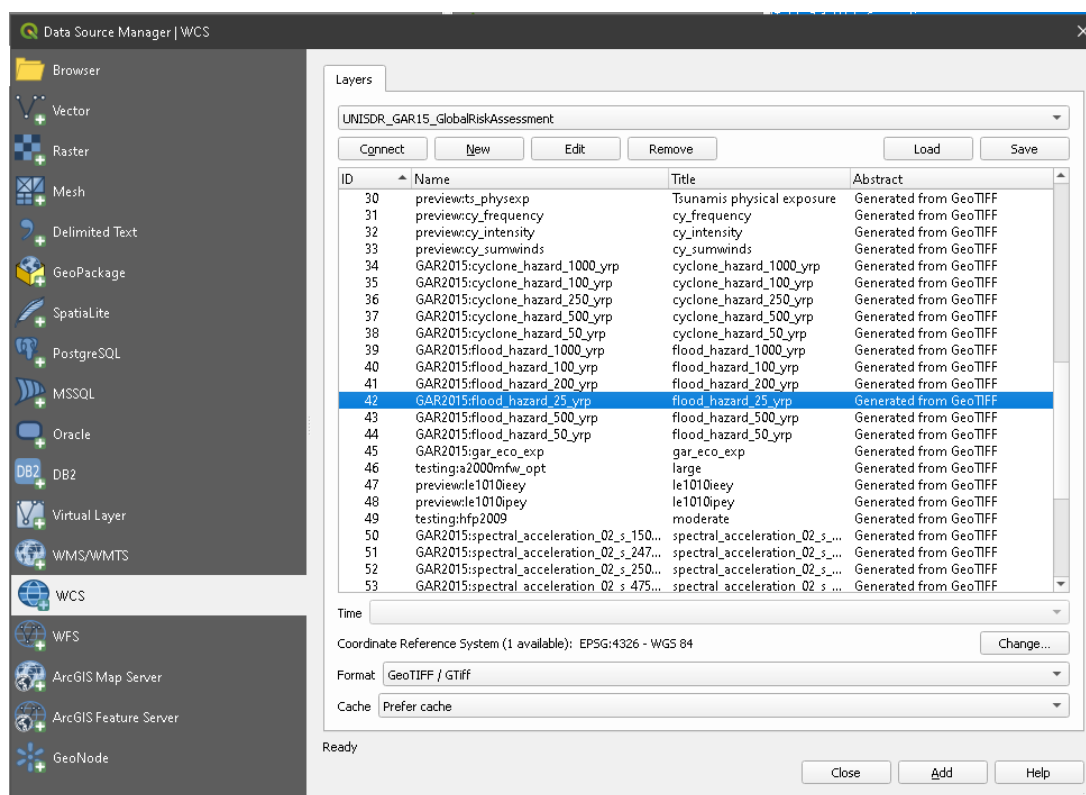 Data Source Manager | WCS
Browser
Vector
Raster
Mesh
Delimited Text
GeoPackage
SpatiaLite
PostgreSQL
MSSQL
Oracle
DB2 DB2
Virtual Layer
WMS/WMTS
WCS
WFS
ArcGIS Map Server
ArcGIS Feature Server
GeoNode
Layers
UNISDR_GAR15_GlobalRiskAssessment
Connect New Edit Remove Load Save
ID Name Title Abstract
30 preview:ts_physexp Tsunamis physical exposure Generated from GeoTIFF
31 preview:cy_frequency cy_frequency Generated from GeoTIFF
32 preview:cy_intensity cy_intensity Generated from GeoTIFF
33 preview:cy_sumwinds cy_sumwinds Generated from GeoTIFF
34 GAR2015:cyclone_hazard_1000_yrp cyclone_hazard_1000_yrp Generated from GeoTIFF
35 GAR2015:cyclone_hazard_100_yrp cyclone_hazard_100_yrp Generated from GeoTIFF
36 GAR2015:cyclone_hazard_250_yrp cyclone_hazard_250_yrp Generated from GeoTIFF
37 GAR2015:cyclone_hazard_500_yrp cyclone_hazard_500_yrp Generated from GeoTIFF
38 GAR2015:cyclone_hazard_50_yrp cyclone_hazard_50_yrp Generated from GeoTIFF
39 GAR2015:flood_hazard_1000_yrp flood_hazard_1000_yrp Generated from GeoTIFF
40 GAR2015:flood_hazard_100_yrp flood_hazard_100_yrp Generated from GeoTIFF
41 GAR2015:flood_hazard_200_yrp flood_hazard_200_yrp Generated from GeoTIFF
42 GAR2015:flood_hazard_25_yrp flood_hazard_25_yrp Generated from GeoTIFF
43 GAR2015:flood_hazard_500_yrp flood_hazard_500_yrp Generated from GeoTIFF
44 GAR2015:flood_hazard_50_yrp flood_hazard_50_yrp Generated from GeoTIFF
45 GAR2015:gar_eco_exp gar_eco_exp Generated from GeoTIFF
46 testing:a2000mfw_opt large Generated from GeoTIFF
47 preview:le1010ieey le1010ieey Generated from GeoTIFF
48 preview:le1010ipey le1010ipey Generated from GeoTIFF
49 testing:hfp2009 moderate Generated from GeoTIFF
50 GAR2015:spectral_acceleration_02_s_150... spectral_acceleration_02_s_... Generated from GeoTIFF
51 GAR2015:spectral_acceleration_02_s_247... spectral_acceleration_02_s_... Generated from GeoTIFF
52 GAR2015:spectral_acceleration_02_s_250... spectral_acceleration_02_s_... Generated from GeoTIFF
53 GAR2015:spectral_acceleration_02_s_475... spectral_acceleration_02_s_... Generated from GeoTIFF
Time
Coordinate Reference System (1 available): EPSG:4326 - WGS 84 Change...
Format GeoTIFF / GTiff
Cache Prefer cache
Ready
Close Add Help